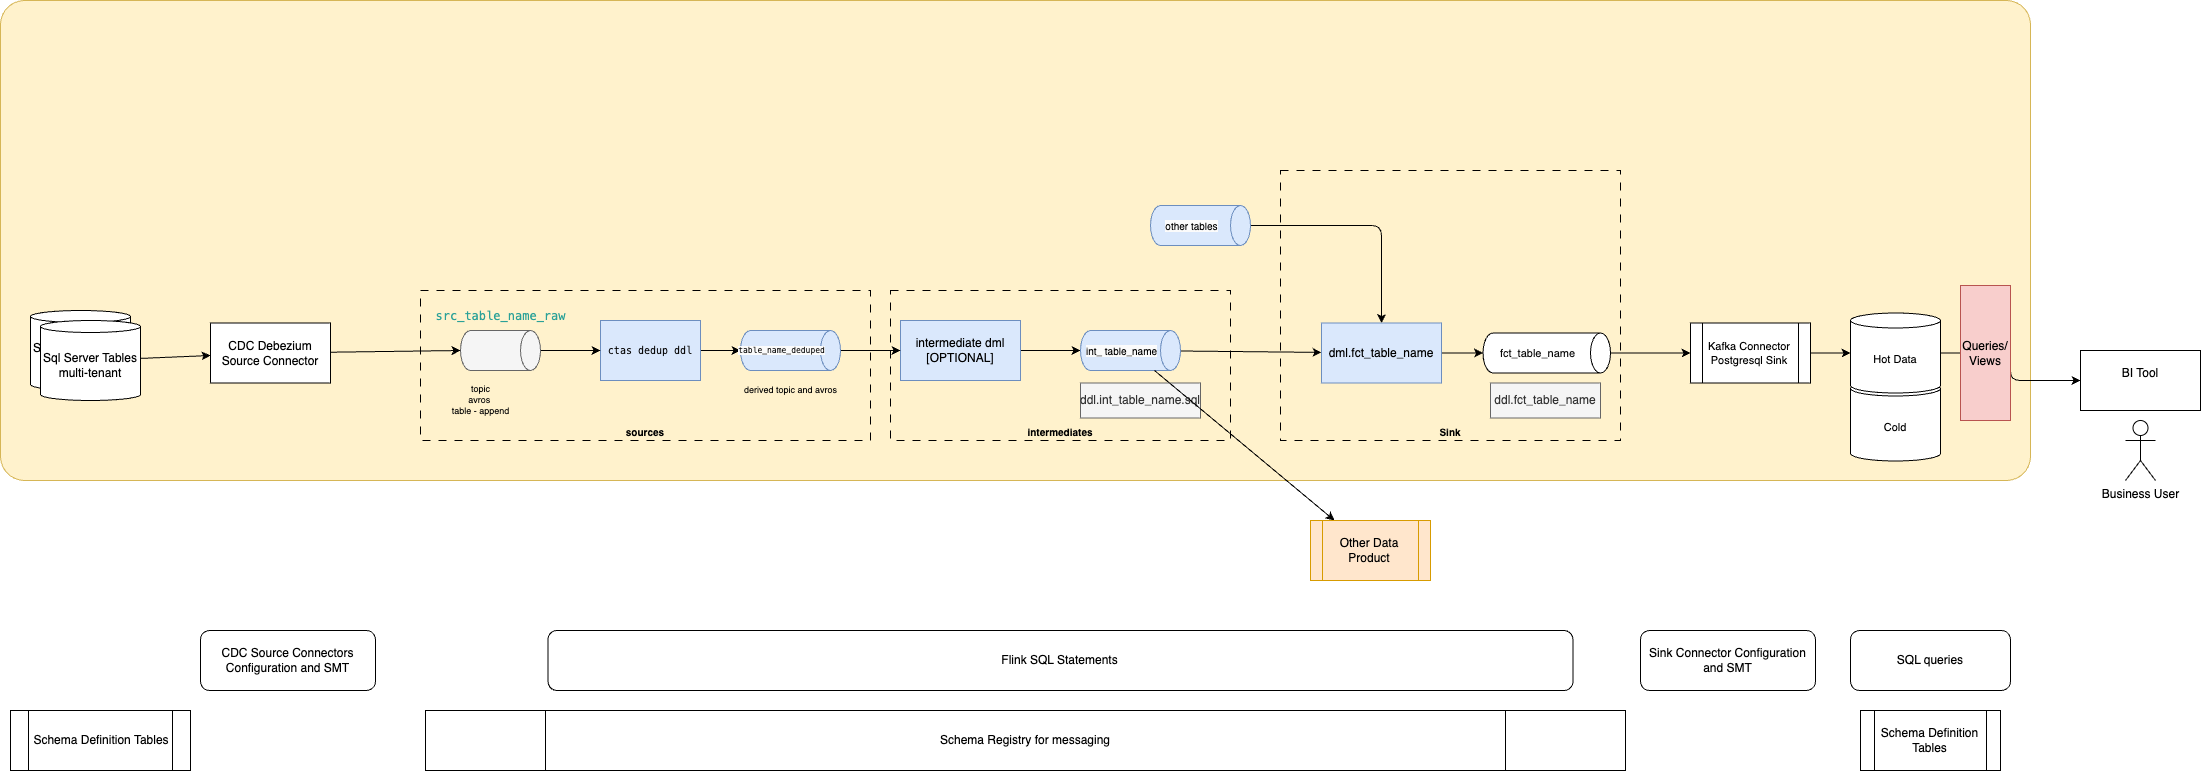 other tables
src_table_name_raw
S
Sql Server Tables
multi-tenant
CDC Debezium
Source Connector
topic
avros
table - append
ctas dedup ddl
table_name_deduped
derived topic and avros
sources
intermediate dml
[OPTIONAL]
int_ table_name
ddl.int_table_name.sql
intermediates
dml.fct_table_name
fct_table_name
ddl.fct_table_name
Sink
Kafka Connector
Postgresql Sink
Hot Data
Cold
Queries/
Views
BI Tool
Business User
Other Data
Product
CDC Source Connectors
Configuration and SMT
Flink SQL Statements
Sink Connector Configuration
and SMT
SQL queries
Schema Definition Tables
Schema Registry for messaging
Schema Definition
Tables